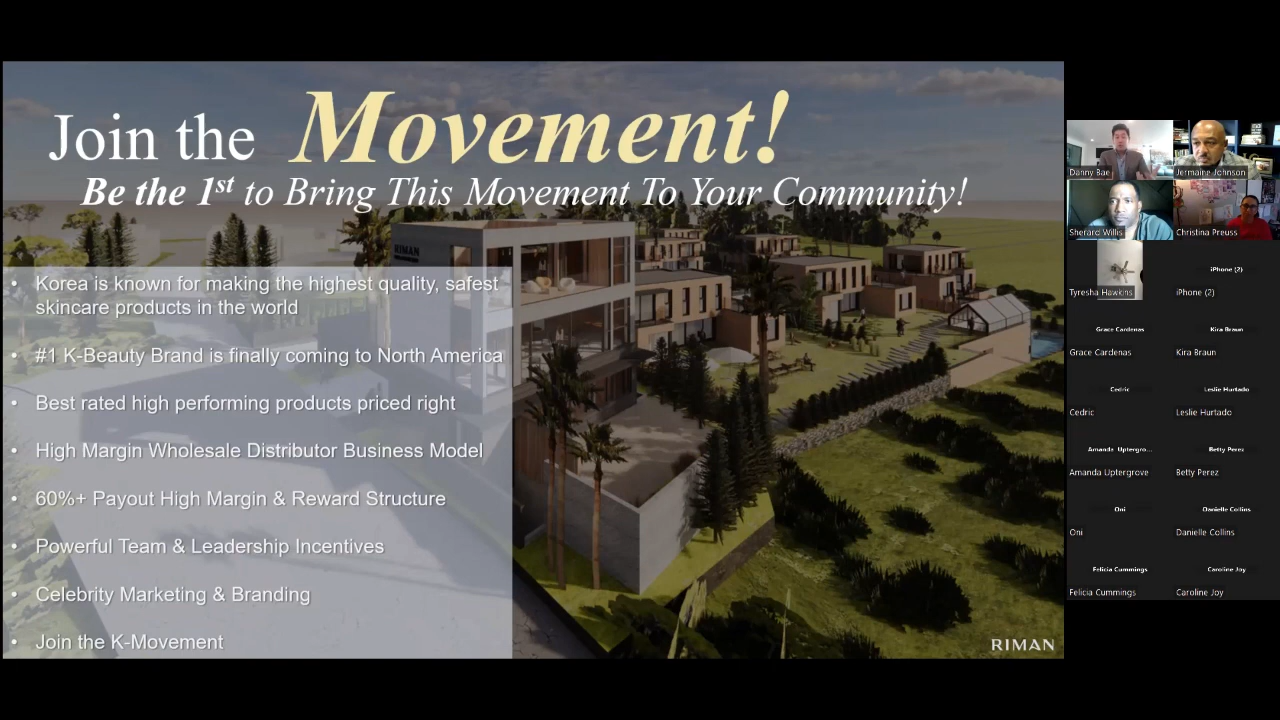 Join the Movement!
Be the 1st to Bring This Movement To Your Community!
RIMAN
• Korea is known for making the highest quality, safest
skincare products in the world
• #1 K-Beauty Brand is finally coming to North America
• Best rated high performing products priced right
• High Margin Wholesale Distributor Business Model
• 60%+ Payout High Margin & Reward Structure
• Powerful Team & Leadership Incentives
• Celebrity Marketing & Branding
• Join the K-Movement
RIMAN
Danny Bae
Jermaine Johnson
Sherard Willis
Christina Preuss
Tyresha Hawkins
iPhone (2)
iPhone (2)
Grace Cardenas
Kira Braun
Grace Cardenas
Kira Braun
Cedric
Leslie Hurtado
Cedric
Leslie Hurtado
Amanda Uptergro...
Betty Perez
Amanda Uptergrove
Betty Perez
Oni
Danielle Collins
Oni
Danielle Collins
Felicia Cummings
Caroline Joy
Felicia Cummings
Caroline Joy